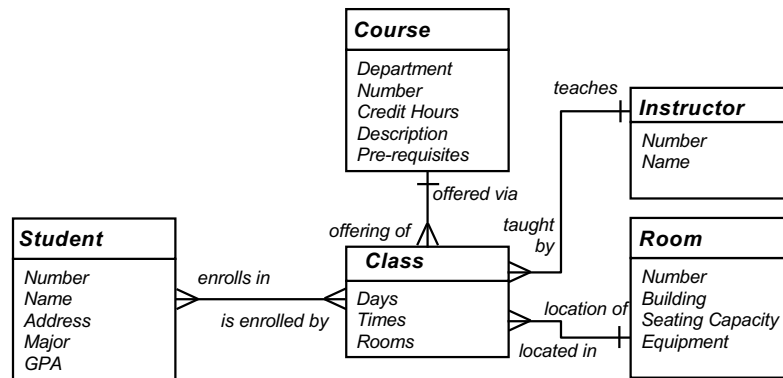 Course
Department
Number
Credit Hours
Description
Pre-requisites
teaches
Instructor
Number
Name
offered via
offering of
taught
by
Student
Number
Name
Address
Major
GPA
enrolls in
is enrolled by
Class
Days
Times
Rooms
location of
located in
Room
Number
Building
Seating Capacity
Equipment